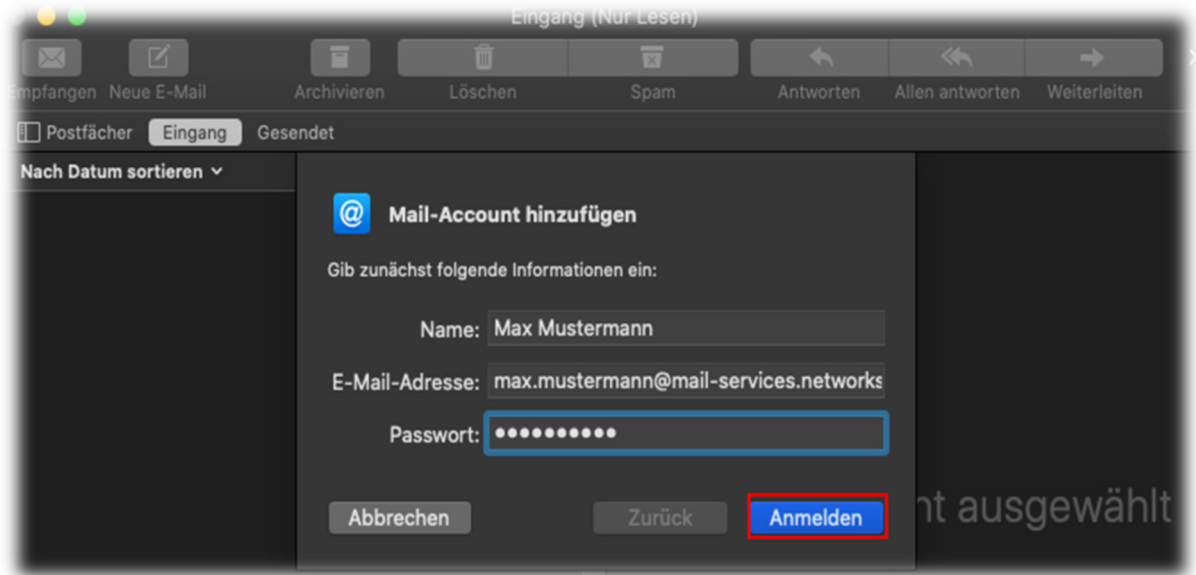 Eingang (Nur Lesen)
Empfangen Neue E-Mail Archivieren Löschen Spam Antworten Allen antworten Weiterleiten
Postfächer Eingang Gesendet
Nach Datum sortieren
Mail-Account hinzufügen
Gib zunächst folgende Informationen ein:
Name: Max Mustermann
E-Mail-Adresse: max.mustermann@mail-services.networks
Passwort: ••••••••••
ausgewählt
Abbrechen Zurück Anmelden